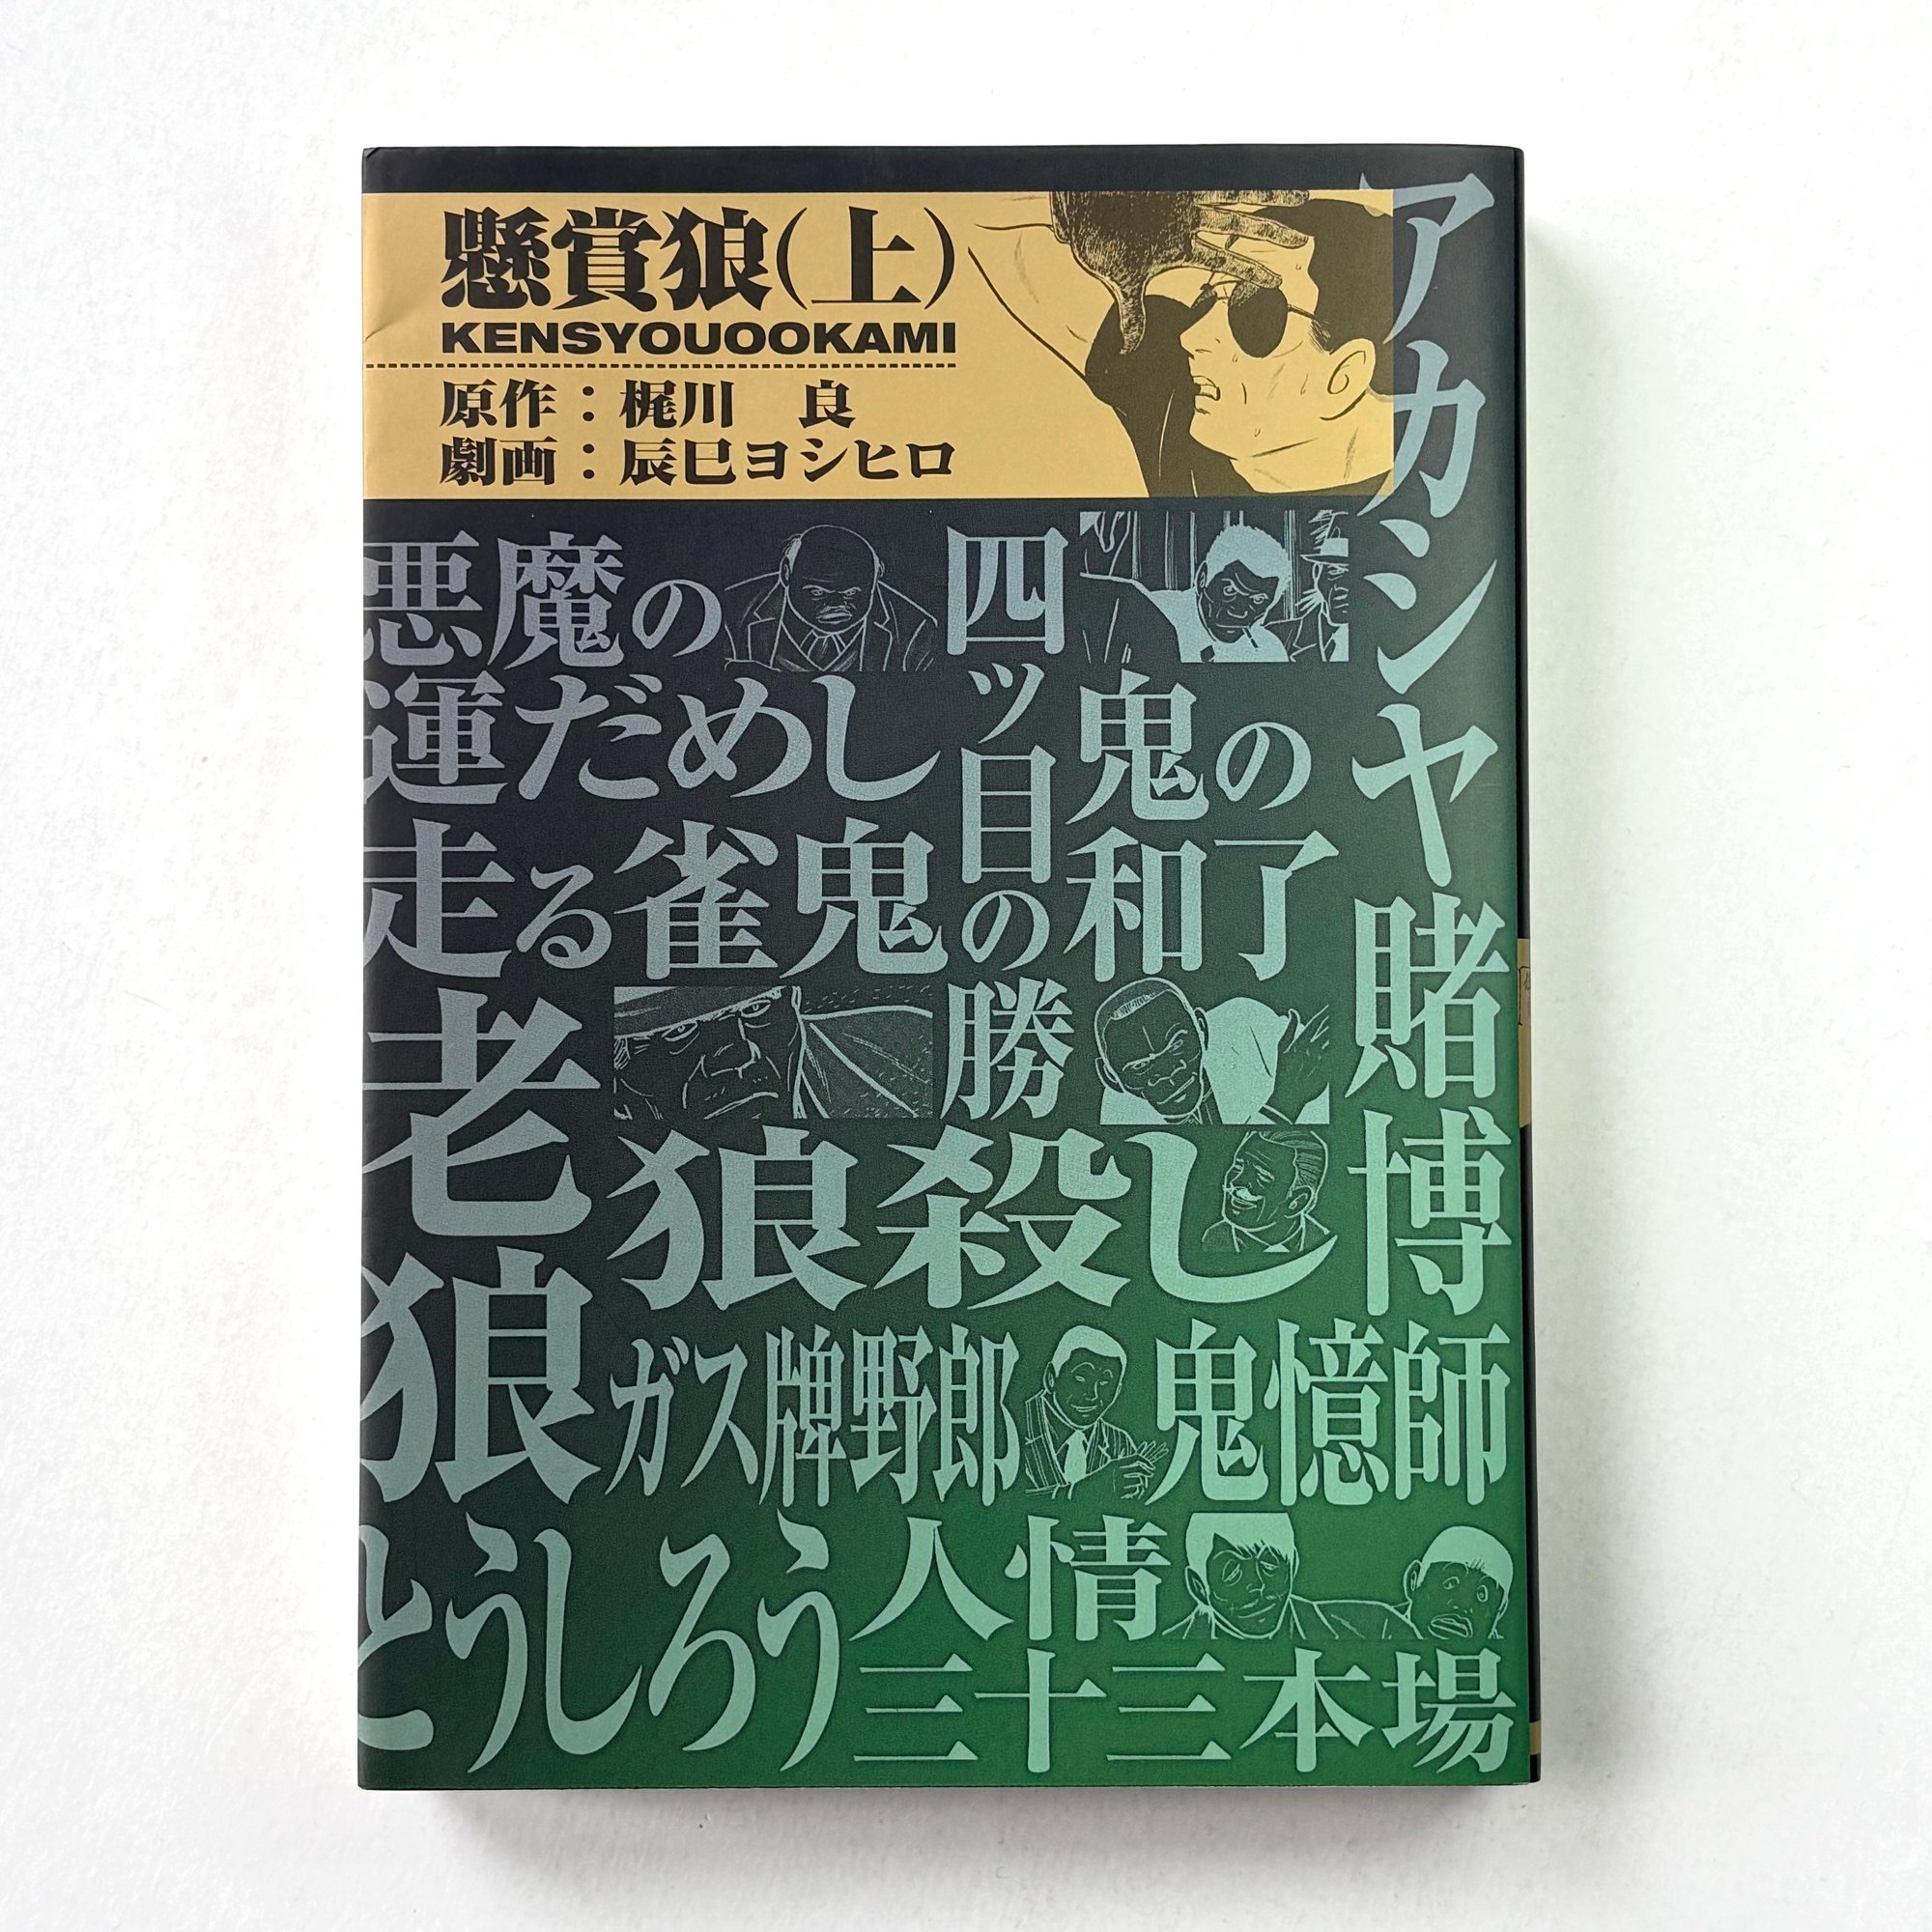 懸賞狼（上）
KENSYOUOOKAMI
原作：梶川　良
劇画：辰巳ヨシヒロ
アカシヤ賭博
鬼の和了
四ツ目の勝
悪魔の運だめし
走る雀鬼
老狼
狼殺し
ガス牌野郎
鬼憶師
とうしろう
人情三十三本場